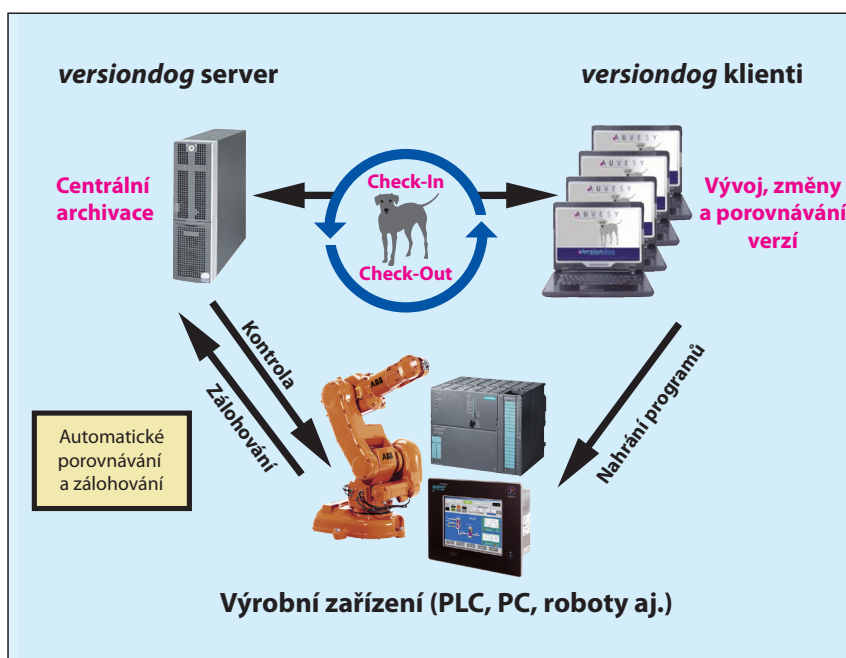 versiondog server
versiondog klienti
Centrální
archivace
Check-In
Check-Out
AUVESY
AUVESY
AUVESY
AUVESY
versiondog
Vývoj, změny
a porovnávání
verzí
Kontrola
Zálohování
Nahrání programů
Automatické
porovnávání
a zálohování
ABB
ABB
Výrobní zařízení (PLC, PC, roboty aj.)